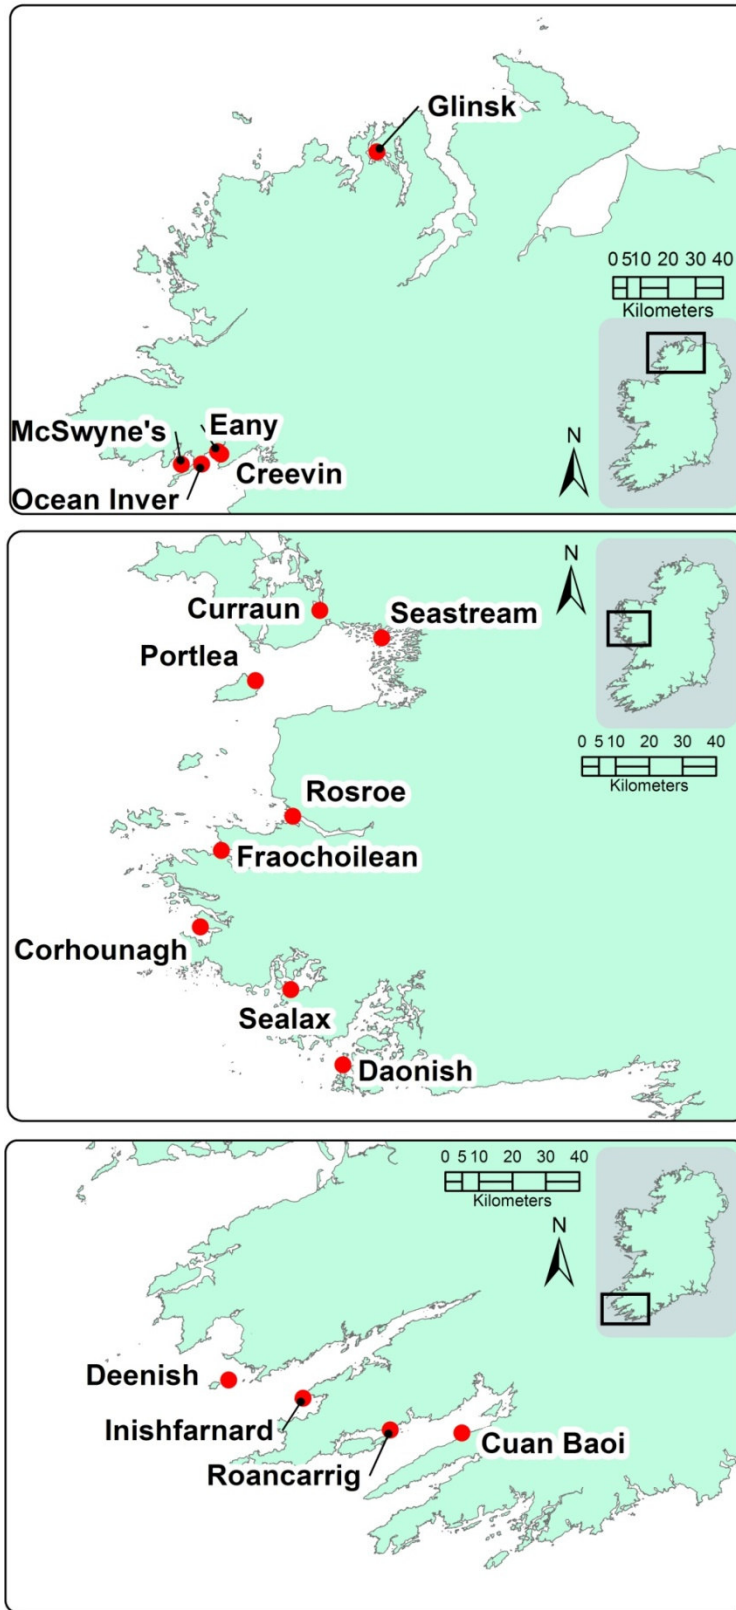 Glinsk
0 5 10 20 30 40
Kilometers
McSwyne's
Eany
Creevin
Ocean Inver
N
N
Curraun
Seastream
Portlea
0 5 10 20 30 40
Kilometers
Rosroe
Fraochoilean
Corhounagh
Sealax
Daonish
0 5 10 20 30 40
Kilometers
N
Deenish
Inishfarnard
Roancarrig
Cuan Baoi